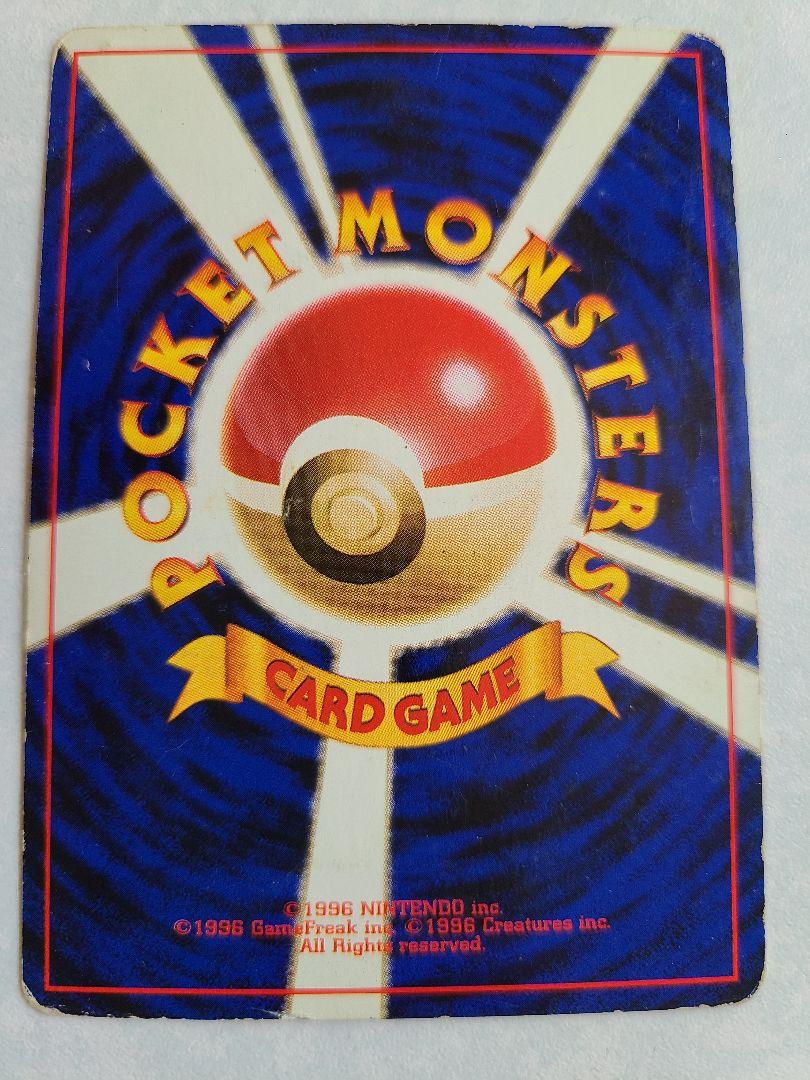 POCKET MONSTERS
CARD GAME
©1996 NINTENDO inc.
©1996 GameFreak inc. ©1996 Creatures inc.
All Rights reserved.